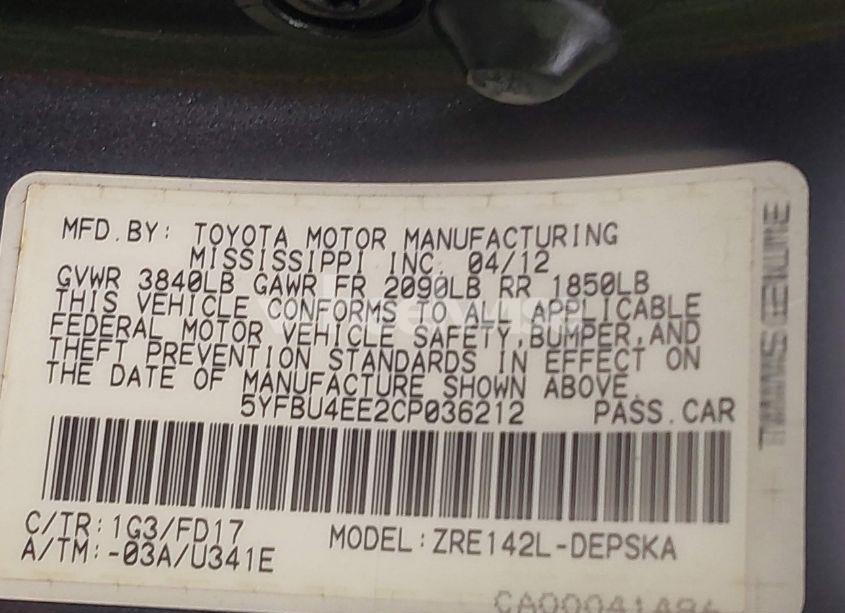 MFD.BY: TOYOTA MOTOR MANUFACTURING
MISSISSIPPI INC. 04/12
GVWR 3840LB GAWR FR 2090LB RR 1850LB
THIS VEHICLE CONFORMS TO ALL APPLICABLE
FEDERAL MOTOR VEHICLE SAFETY,BUMPER,AND
THEFT PREVENTION STANDARDS IN EFFECT ON
THE DATE OF MANUFACTURE SHOWN ABOVE.
5YFBU4EE2CP036212 PASS.CAR
C/TR:1G3/FD17
A/TM:-03A/U341E
MODEL:ZRE142L-DEPSKA